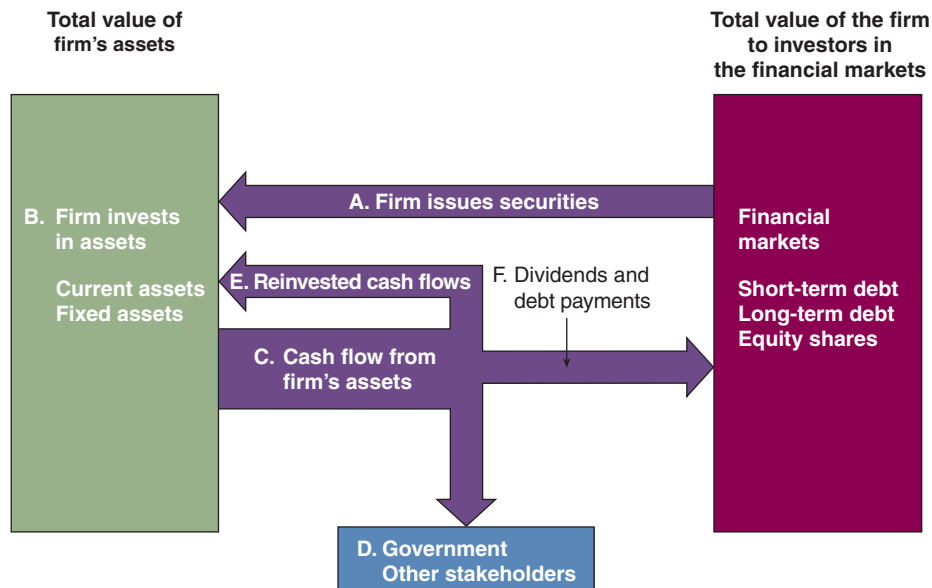 Total value of
firm's assets
Total value of the firm
to investors in
the financial markets
A. Firm issues securities
B. Firm invests
in assets
Current assets
Fixed assets
E. Reinvested cash flows
F. Dividends and
debt payments
C. Cash flow from
firm's assets
Financial
markets
Short-term debt
Long-term debt
Equity shares
D. Government
Other stakeholders